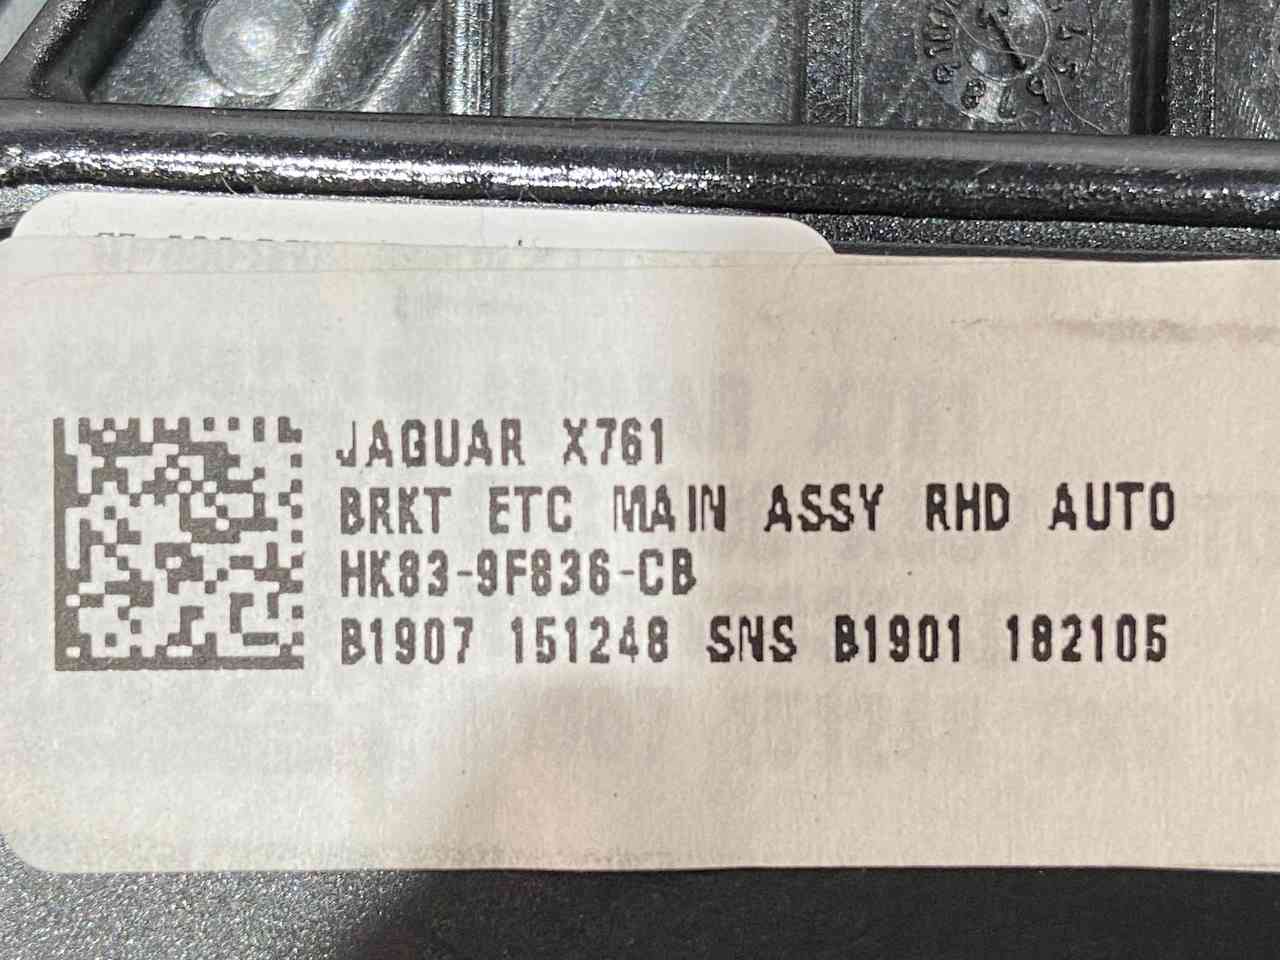 JAGUAR X761
BRKT ETC MAIN ASSY RHD AUTO
HK83-9F836-CB
B1907 151248 SNS B1901 182105